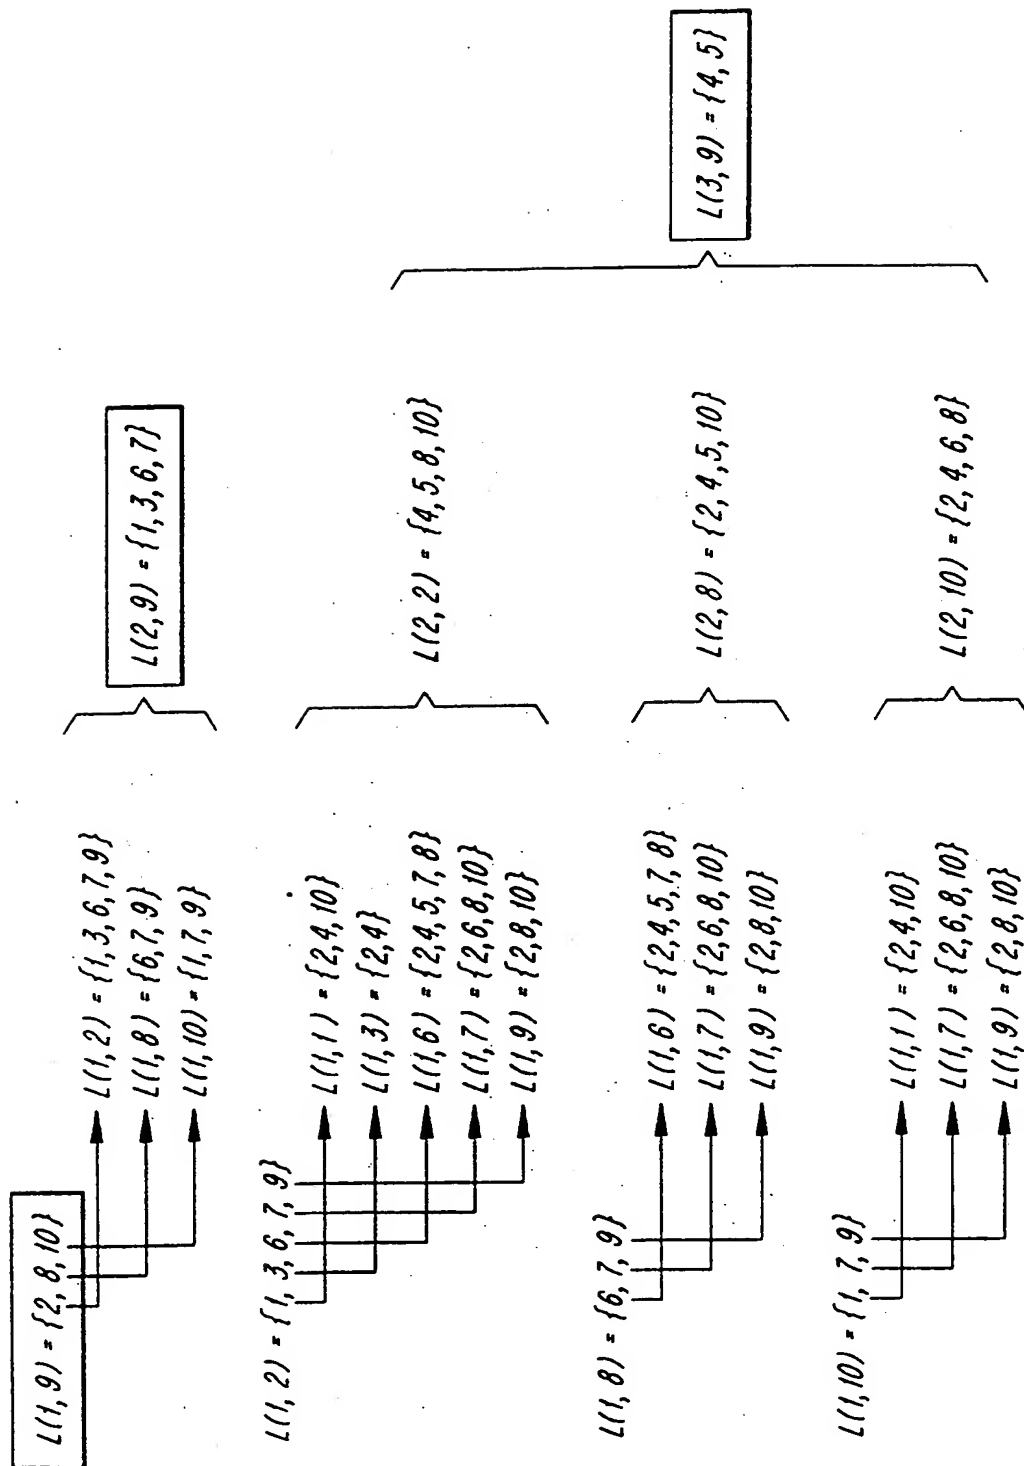 L(1,9) = {2,8,10}
L(1,2) = {1,3,6,7,9}
L(1,8) = {6,7,9}
L(1,10) = {1,7,9}
L(2,9) = {1,3,6,7}
L(1,2) = {1,3,6,7,9}
L(1,1) = {2,4,10}
L(1,3) = {2,4}
L(1,6) = {2,4,5,7,8}
L(1,7) = {2,6,8,10}
L(1,9) = {2,8,10}
L(2,2) = {4,5,8,10}
L(1,8) = {6,7,9}
L(1,6) = {2,4,5,7,8}
L(1,7) = {2,6,8,10}
L(1,9) = {2,8,10}
L(2,8) = {2,4,5,10}
L(3,9) = {4,5}
L(1,10) = {1,7,9}
L(1,1) = {2,4,10}
L(1,7) = {2,6,8,10}
L(1,9) = {2,8,10}
L(2,10) = {2,4,6,8}